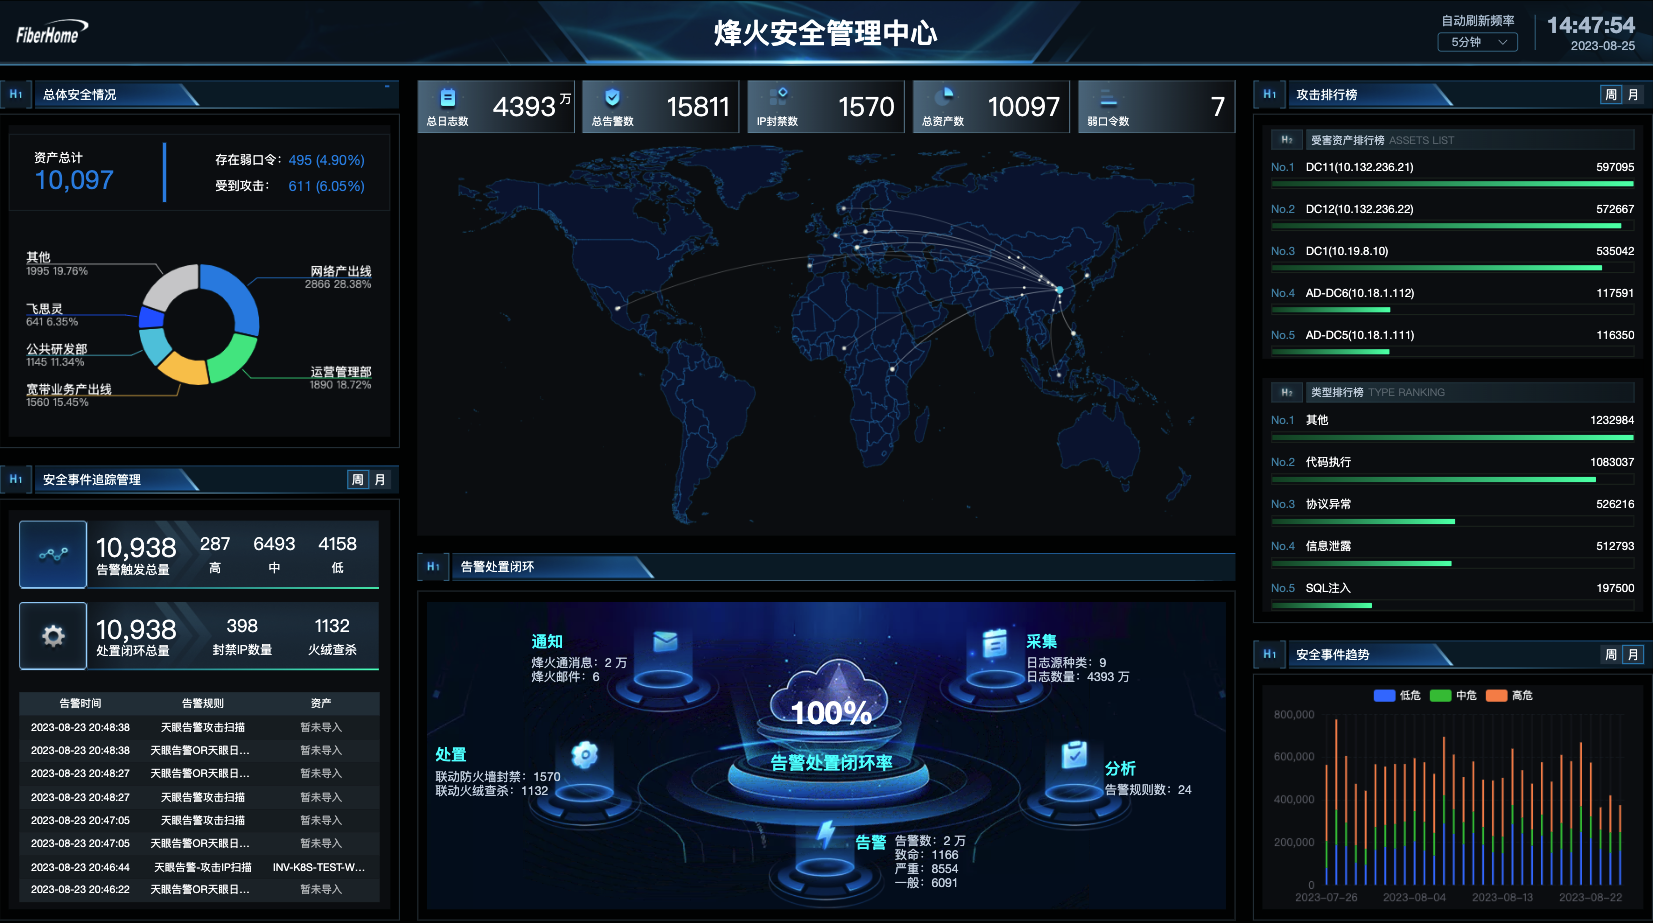 FiberHome
烽火安全管理中心
自动刷新频率
5分钟
14:47:54
2023-08-25
H1 总体安全情况
资产总计
10,097
存在弱口令: 495 (4.90%)
受到攻击: 611 (6.05%)
其他
1995 19.76%
网络产出线
2866 28.38%
飞思灵
641 6.35%
公共研发部
1145 11.34%
运营管理部
1890 18.72%
宽带业务产出线
1560 15.45%
H1 安全事件追踪管理 周 月
10,938 287 6493 4158
告警触发总量 高 中 低
10,938 398 1132
处置闭环总量 封禁IP数量 火绒查杀
告警时间 告警规则 资产
2023-08-23 20:48:38 天眼告警攻击扫描 暂未导入
2023-08-23 20:48:38 天眼告警OR天眼日... 暂未导入
2023-08-23 20:48:27 天眼告警OR天眼日... 暂未导入
2023-08-23 20:48:27 天眼告警攻击扫描 暂未导入
2023-08-23 20:47:05 天眼告警攻击扫描 暂未导入
2023-08-23 20:47:05 天眼告警OR天眼日... 暂未导入
2023-08-23 20:46:44 天眼告警-攻击IP扫描 INV-K8S-TEST-W...
2023-08-23 20:46:22 天眼告警OR天眼日... 暂未导入
总日志数 4393 万
总告警数 15811
IP封禁数 1570
总资产数 10097
弱口令数 7
H1 告警处置闭环
通知
烽火通消息: 2 万
烽火邮件: 6
采集
日志源种类: 9
日志数量: 4393 万
100%
告警处置闭环率
处置
联动防火墙封禁: 1570
联动火绒查杀: 1132
分析
告警规则数: 24
告警
告警数: 2 万
致命: 1166
严重: 8554
一般: 6091
H1 攻击排行榜 周 月
H2 受害资产排行榜 ASSETS LIST
No.1 DC11(10.132.236.21) 597095
No.2 DC12(10.132.236.22) 572667
No.3 DC1(10.19.8.10) 535042
No.4 AD-DC6(10.18.1.112) 117591
No.5 AD-DC5(10.18.1.111) 116350
H2 类型排行榜 TYPE RANKING
No.1 其他 1232984
No.2 代码执行 1083037
No.3 协议异常 526216
No.4 信息泄露 512793
No.5 SQL注入 197500
H1 安全事件趋势 周 月
低危 中危 高危
800,000
600,000
400,000
200,000
0
2023-07-26 2023-08-04 2023-08-13 2023-08-22